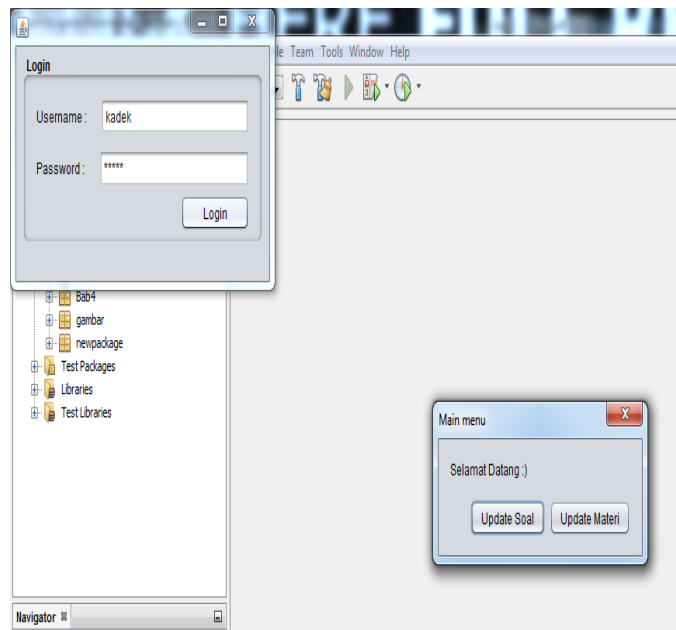 Login
Username :
kadek
Password :
*****
Login
Team Tools Window Help
Bab4
gambar
newpackage
Test Packages
Libraries
Test Libraries
Main menu
X
Selamat Datang :)
Update Soal
Update Materi
Navigator